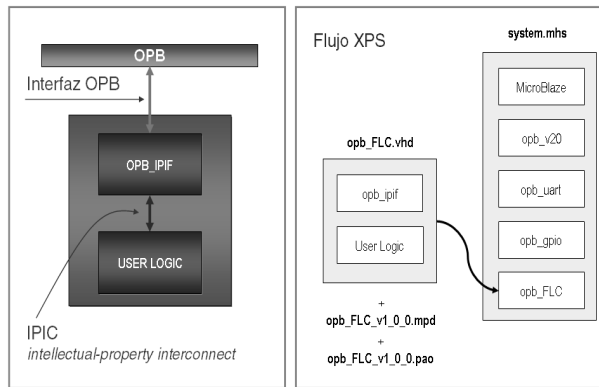 OPB
Interfaz OPB
OPB_IPIF
USER LOGIC
IPIC
intellectual-property interconnect
Flujo XPS
system.mhs
MicroBlaze
opb_v20
opb_uart
opb_gpio
opb_FLC
opb_FLC.vhd
opb_ipif
User Logic
+
opb_FLC_v1_0_0.mpd
+
opb_FLC_v1_0_0.pao